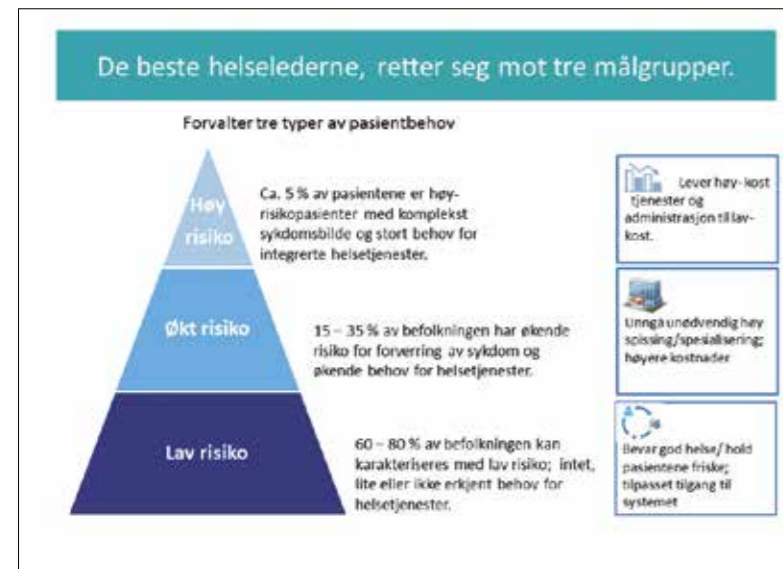 De beste helselederne, retter seg mot tre målgrupper.
Forvalter tre typer av pasientbehov
Høy
risiko
Ca. 5 % av pasientene er høy-
risikopasienter med komplekst
sykdomsbilde og stort behov for
integrerte helsetjenester.
Lever høy-kost
tjenester og
administrasjon til lav-
kost.
Økt risiko
15 – 35 % av befolkningen har økende
risiko for forverring av sykdom og
økende behov for helsetjenester.
Unngå unødvendig høy
spissing/spesialisering;
høyere kostnader
Lav risiko
60 – 80 % av befolkningen kan
karakteriseres med lav risiko; intet,
lite eller ikke erkjent behov for
helsetjenester.
Bevar god helse/ hold
pasientene friske;
tilpasset tilgang til
systemet